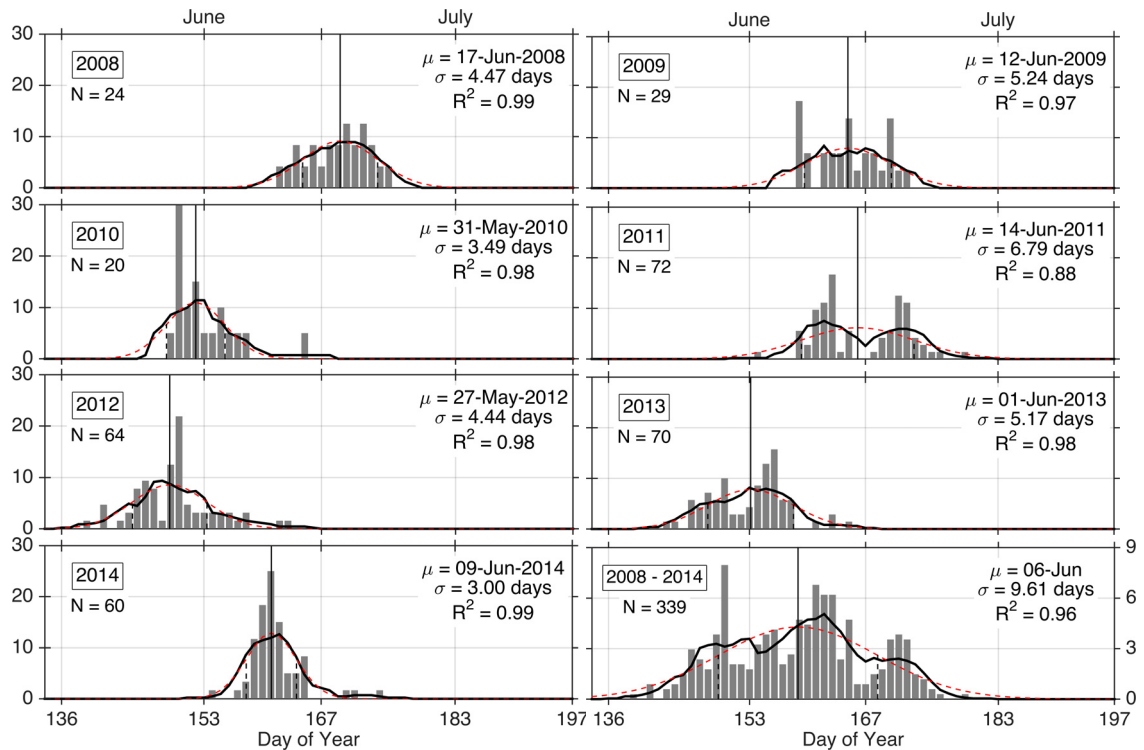 June July June July
30
20
10
0
2008
N = 24
μ = 17-Jun-2008
σ = 4.47 days
R² = 0.99
2009
N = 29
μ = 12-Jun-2009
σ = 5.24 days
R² = 0.97
30
20
10
0
2010
N = 20
μ = 31-May-2010
σ = 3.49 days
R² = 0.98
2011
N = 72
μ = 14-Jun-2011
σ = 6.79 days
R² = 0.88
30
20
10
0
2012
N = 64
μ = 27-May-2012
σ = 4.44 days
R² = 0.98
2013
N = 70
μ = 01-Jun-2013
σ = 5.17 days
R² = 0.98
30
20
10
0
2014
N = 60
μ = 09-Jun-2014
σ = 3.00 days
R² = 0.99
2008 - 2014
N = 339
μ = 06-Jun
σ = 9.61 days
R² = 0.96
9
6
3
0
136 153 167 183 197 136 153 167 183 197
Day of Year Day of Year